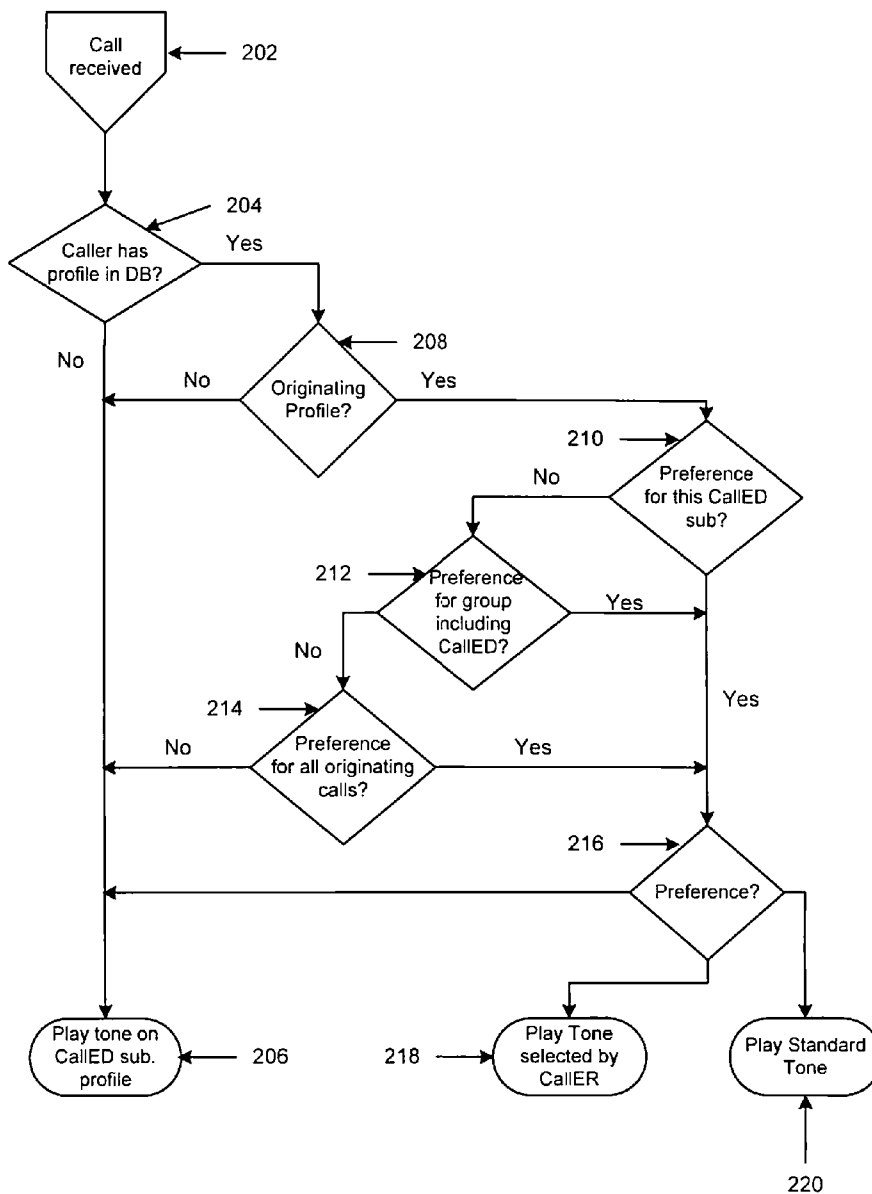 Call
received
202
204
Caller has
profile in DB?
Yes
208
No
No
Originating
Profile?
Yes
210
No
Preference
for this CallED
sub?
212
Preference
for group
including
CallED?
Yes
No
Yes
214
No
Preference
for all originating
calls?
Yes
216
Preference?
Play tone on
CallED sub.
profile
206
218
Play Tone
selected by
CallER
Play Standard
Tone
220